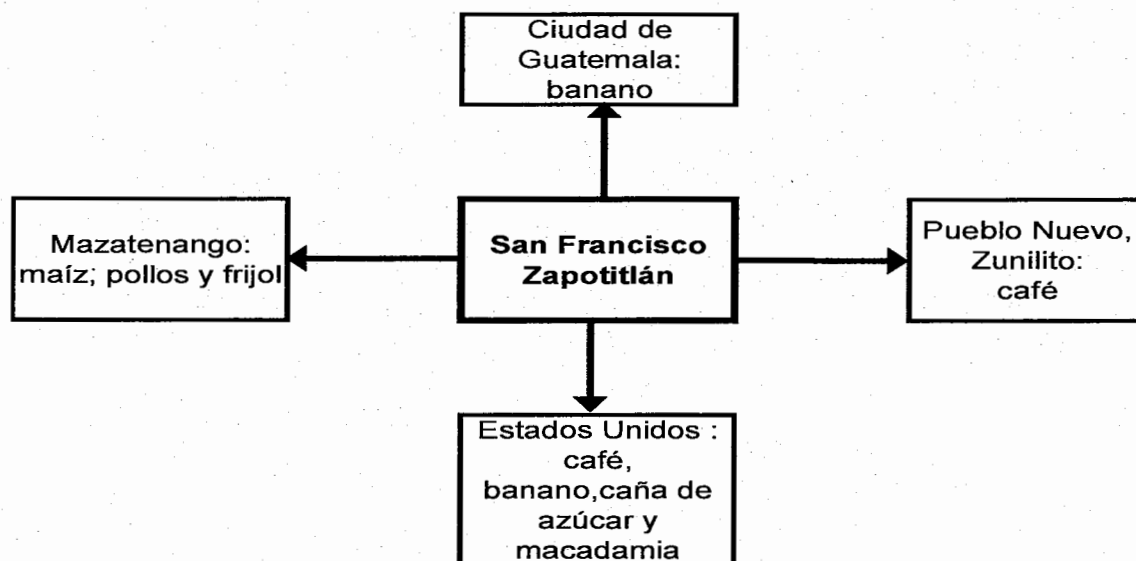 Ciudad de
Guatemala:
banano
Mazatenango:
maíz; pollos y frijol
San Francisco
Zapotitlán
Pueblo Nuevo,
Zunilito:
café
Estados Unidos :
café,
banano,caña de
azúcar y
macadamia